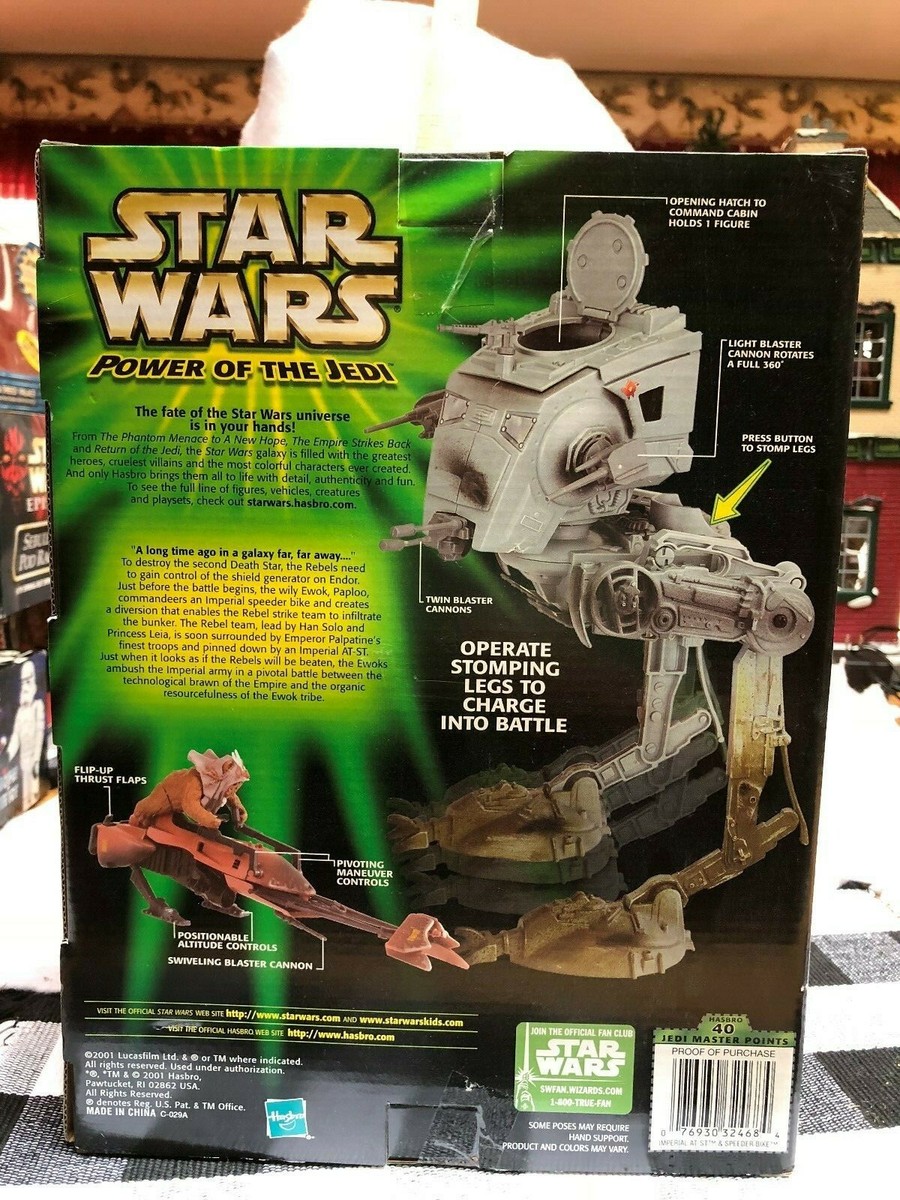 STAR
WARS
POWER OF THE JEDI
The fate of the Star Wars universe
is in your hands!
From The Phantom Menace to A New Hope, The Empire Strikes Back
and Return of the Jedi, the Star Wars galaxy is filled with the greatest
heroes, cruelest villains and the most colorful characters ever created.
And only Hasbro brings them all to life with detail, authenticity and fun.
To see the full line of figures, vehicles, creatures
and playsets, check out starwars.hasbro.com.
"A long time ago in a galaxy far, far away...."
To destroy the second Death Star, the Rebels need
to gain control of the shield generator on Endor.
Just before the battle begins, the wily Ewok, Paploo,
commandeers an Imperial speeder bike and creates
a diversion that enables the Rebel strike team to infiltrate
the bunker. The Rebel team, lead by Han Solo and
Princess Leia, is soon surrounded by Emperor Palpatine's
finest troops and pinned down by an Imperial AT-ST.
Just when it looks as if the Rebels will be beaten, the Ewoks
ambush the Imperial army in a pivotal battle between the
technological brawn of the Empire and the organic
resourcefulness of the Ewok tribe.
OPENING HATCH TO
COMMAND CABIN
HOLDS 1 FIGURE
LIGHT BLASTER
CANNON ROTATES
A FULL 360°
PRESS BUTTON
TO STOMP LEGS
TWIN BLASTER
CANNONS
OPERATE
STOMPING
LEGS TO
CHARGE
INTO BATTLE
FLIP-UP
THRUST FLAPS
PIVOTING
MANEUVER
CONTROLS
POSITIONABLE
ALTITUDE CONTROLS
SWIVELING BLASTER CANNON
VISIT THE OFFICIAL STAR WARS WEB SITE http://www.starwars.com AND www.starwarskids.com
VISIT THE OFFICIAL HASBRO WEB SITE http://www.hasbro.com
©2001 Lucasfilm Ltd. & ® or TM where indicated.
All rights reserved. Used under authorization.
*®, *TM & © 2001 Hasbro,
Pawtucket, RI 02862 USA.
All Rights Reserved.
® denotes Reg. U.S. Pat. & TM Office.
MADE IN CHINA C-029A
Hasbro
JOIN THE OFFICIAL FAN CLUB
STAR
WARS
SWFAN.WIZARDS.COM
1-800-TRUE-FAN
SOME POSES MAY REQUIRE
HAND SUPPORT.
PRODUCT AND COLORS MAY VARY.
HASBRO
40
JEDI MASTER POINTS
PROOF OF PURCHASE
0 76930 32468 4
IMPERIAL AT-ST™ & SPEEDER BIKE™